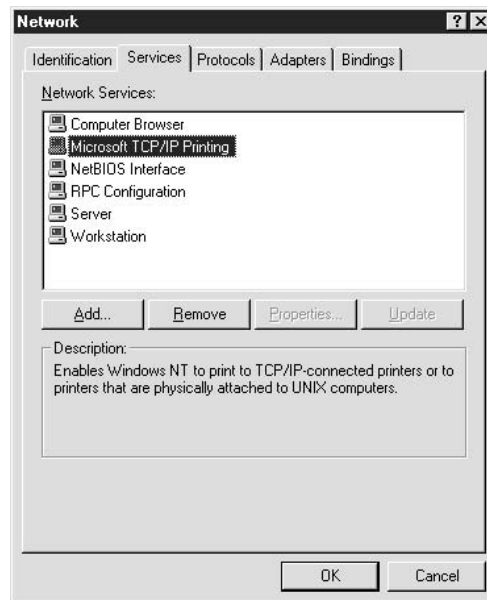 Network
Identification Services Protocols Adapters Bindings
Network Services:
Computer Browser
Microsoft TCP/IP Printing
NetBIOS Interface
RPC Configuration
Server
Workstation
Add... Remove Properties... Update
Description:
Enables Windows NT to print to TCP/IP-connected printers or to
printers that are physically attached to UNIX computers.
OK Cancel